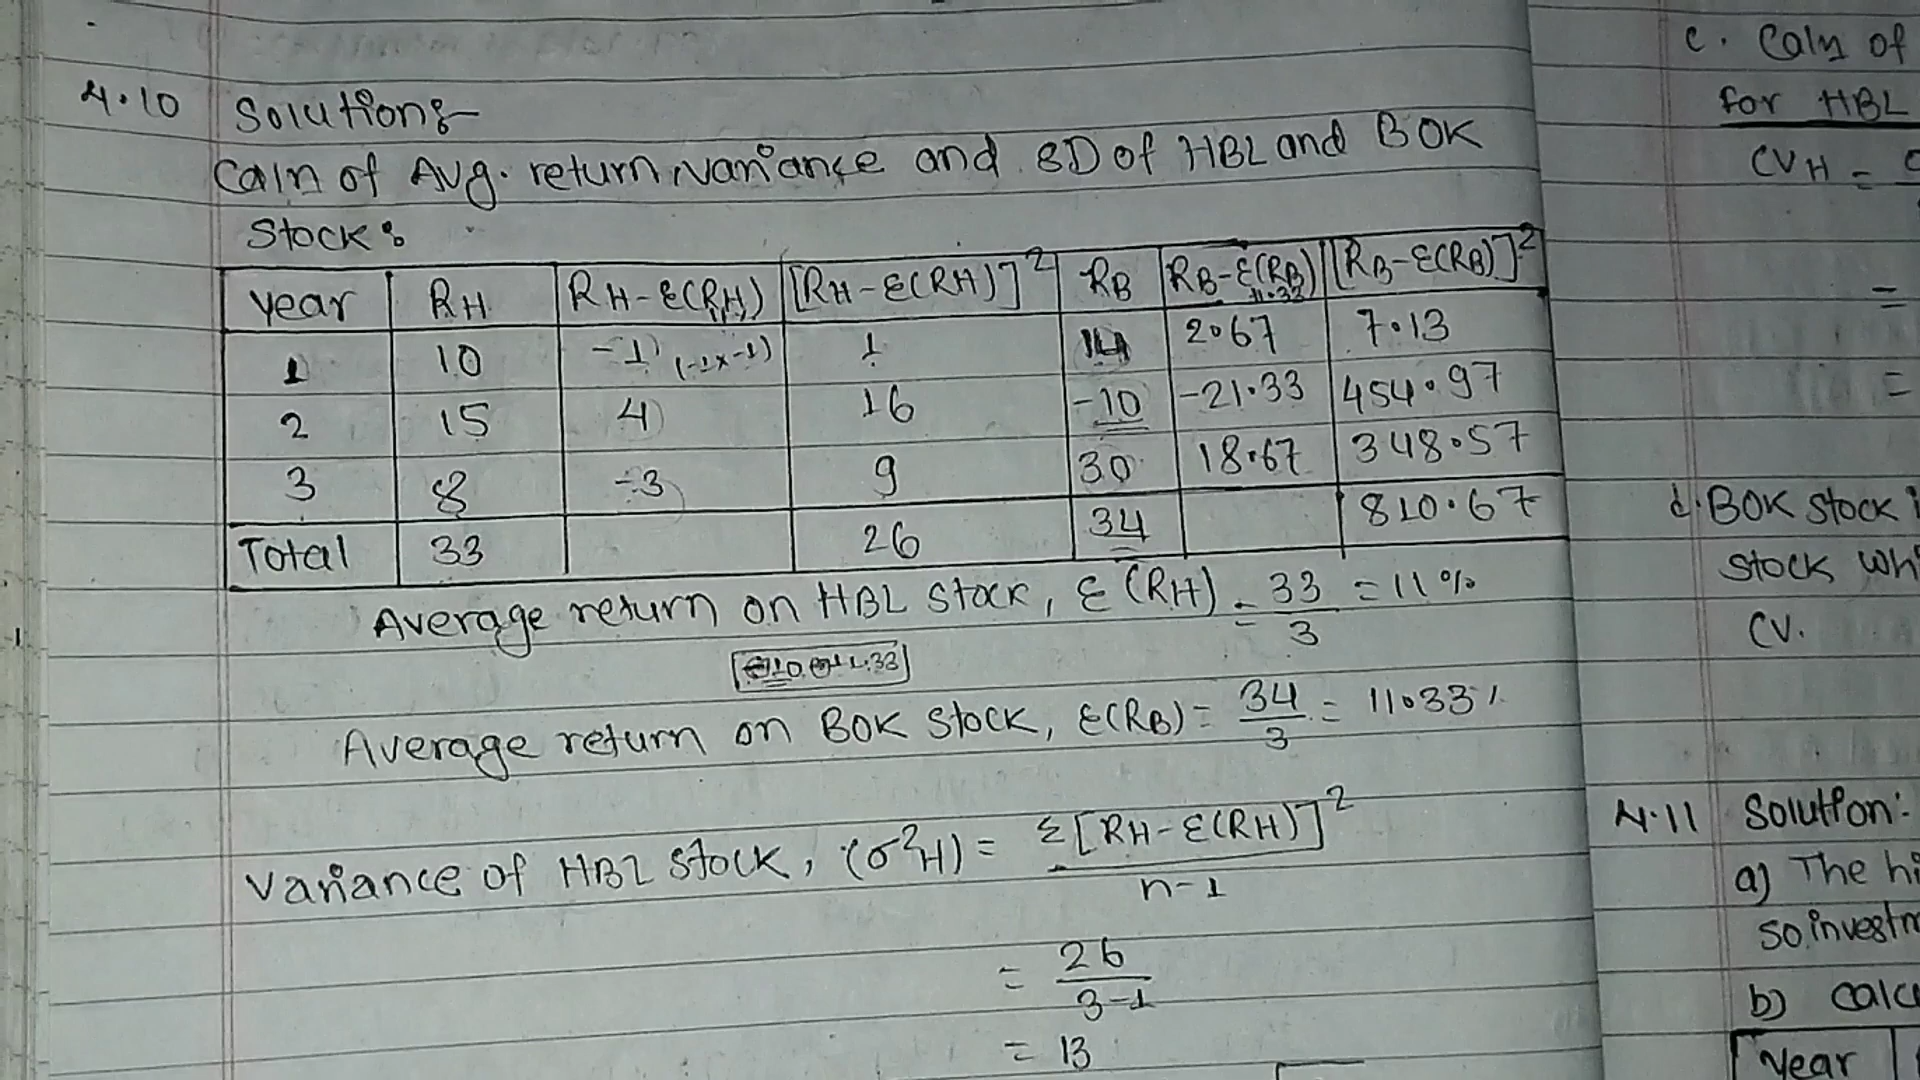 4.10 Solution:-
Caln of Avg. return, variance and SD of HBL and BOK
Stock:
year RH RH-E(RH) [RH-E(RH)]² RB RB-E(RB) [RB-E(RB)]²
11.33
1 10 -1 (-1x-1) 1 14 2.67 7.13
2 15 4 16 -10 -21.33 454.97
3 8 -3 9 30 18.67 348.57
Total 33 26 34 810.67
Average return on HBL Stock, E(RH) = 33/3 = 11%
Average return on BOK Stock, E(RB) = 34/3 = 11.33%
Variance of HBL Stock, (σ²H) = Σ[RH-E(RH)]²/n-1
= 26/3-1
= 13
c. Caln of
for HBL
CVH =
=
=
d. BOK Stock
Stock
CV.
4.11 Solution:
a) The
so
b)
year